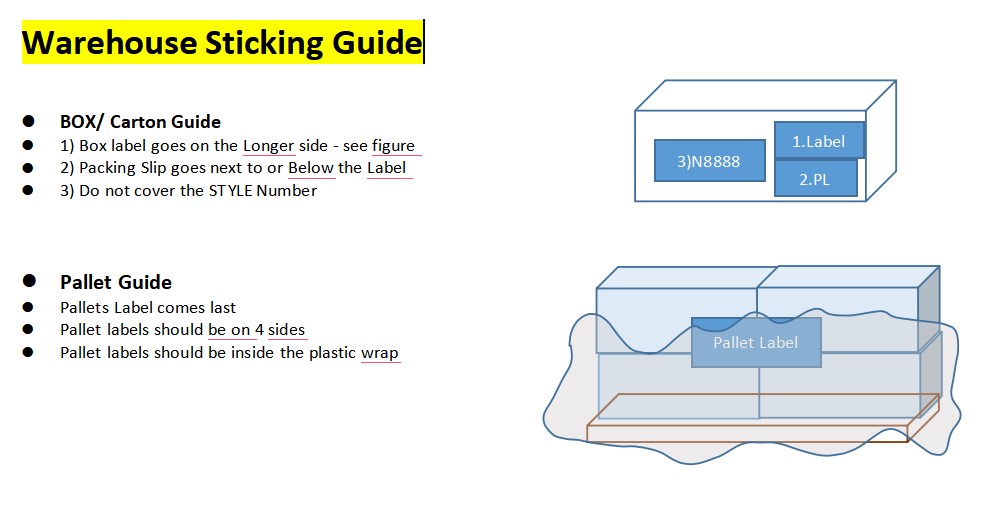 Warehouse Sticking Guide
BOX/ Carton Guide
1) Box label goes on the Longer side - see figure
2) Packing Slip goes next to or Below the Label
3) Do not cover the STYLE Number
3)N8888
1.Label
2.PL
Pallet Guide
Pallets Label comes last
Pallet labels should be on 4 sides
Pallet labels should be inside the plastic wrap
Pallet Label